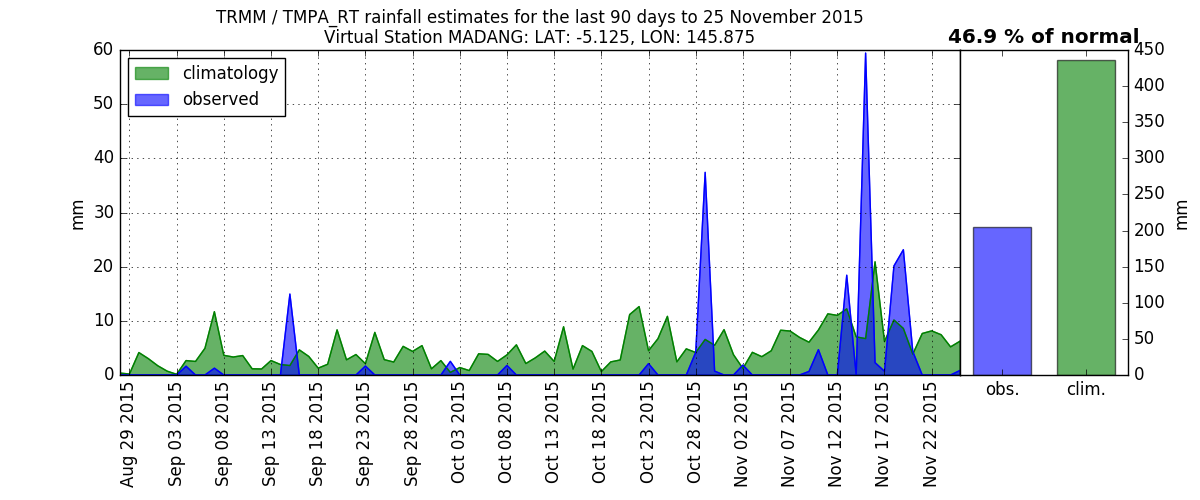 TRMM / TMPA_RT rainfall estimates for the last 90 days to 25 November 2015
Virtual Station MADANG: LAT: -5.125, LON: 145.875
46.9 % of normal
climatology
observed
60
50
40
30
20
10
0
mm
Aug 29 2015
Sep 03 2015
Sep 08 2015
Sep 13 2015
Sep 18 2015
Sep 23 2015
Sep 28 2015
Oct 03 2015
Oct 08 2015
Oct 13 2015
Oct 18 2015
Oct 23 2015
Oct 28 2015
Nov 02 2015
Nov 07 2015
Nov 12 2015
Nov 17 2015
Nov 22 2015
obs.
clim.
450
400
350
300
250
200
150
100
50
0
mm